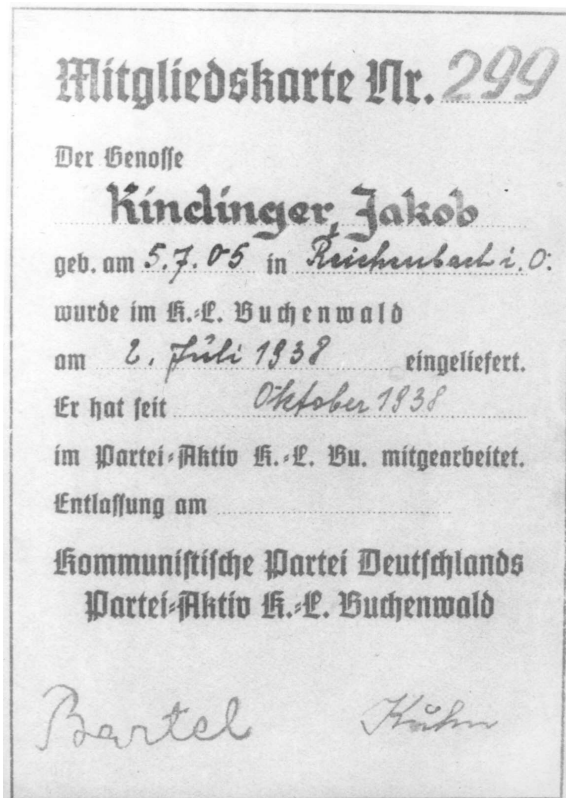 Mitgliedskarte Nr. 299
Der Genosse
Kindinger, Jakob
geb. am 5.7.05 in Reichenbach i. O.
wurde im K.-L. Buchenwald
am 2. Juli 1938 eingeliefert.
Er hat seit Oktober 1938
im Partei-Aktiv K.-L. Bu. mitgearbeitet.
Entlassung am
Kommunistische Partei Deutschlands
Partei-Aktiv K.-L. Buchenwald
Bartel Kühn